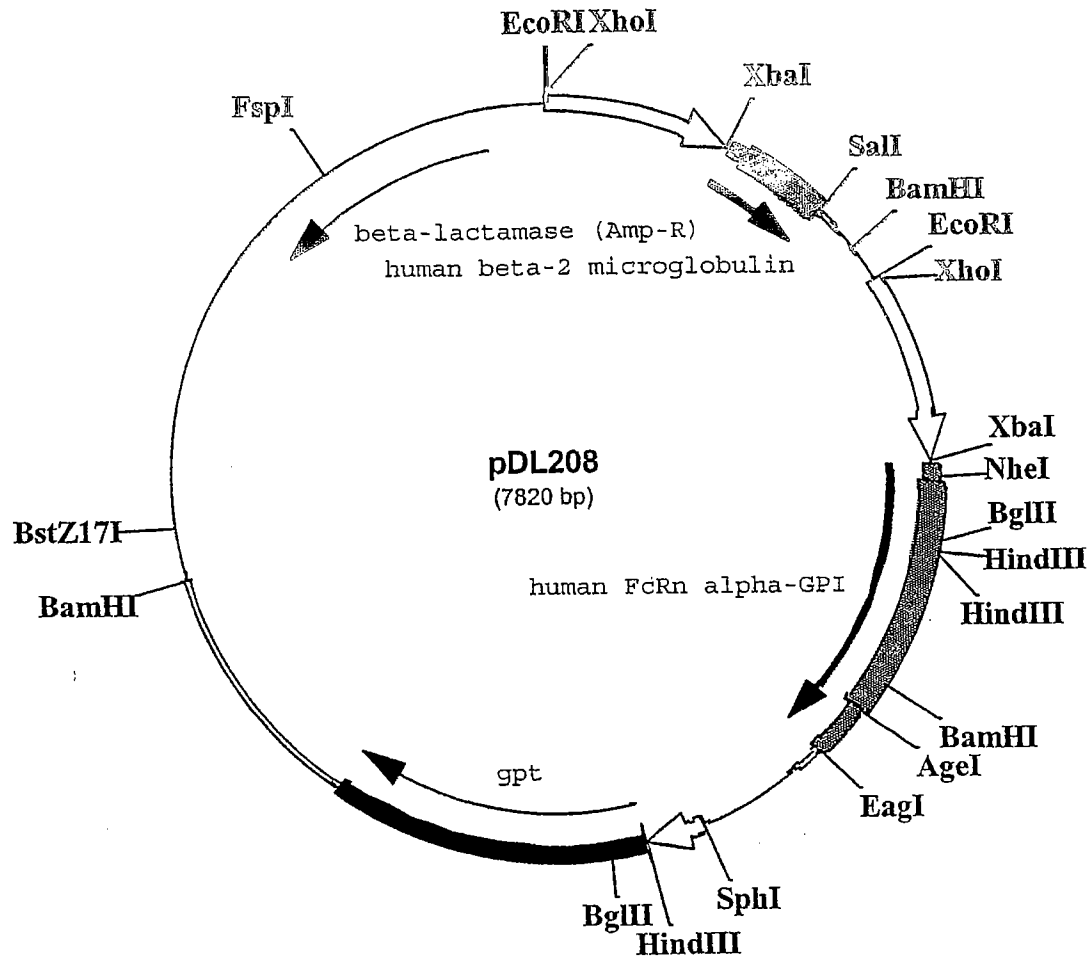 EcoRI XhoI
XbaI
FspI
SalI
BamHI
EcoRI
XhoI
beta-lactamase (Amp-R)
human beta-2 microglobulin
XbaI
NheI
BglII
HindIII
HindIII
pDL208
(7820 bp)
BstZ17I
BamHI
human FcRn alpha-GPI
BamHI
AgeI
EagI
gpt
SphI
BglII
HindIII